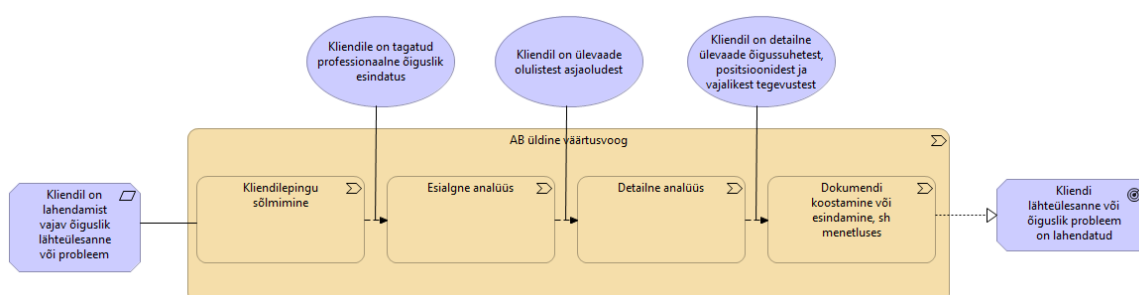 Kliendile on tagatud
professionaalne õiguslik
esindatus
Kliendil on ülevaade
olulistest asjaoludest
Kliendil on detailne
ülevaade õigussuhetest,
positsioonidest ja
vajalikest tegevustest
AB üldine väärtusvoog
Kliendil on
lahendamist
vajav õiguslik
lähteülesanne
või probleem
Kliendilepingu
sõlmimine
Esialgne analüüs
Detailne analüüs
Dokumendi
koostamine või
esindamine, sh
menetluses
Kliendi
lähteülesanne või
õiguslik probleem
on lahendatud